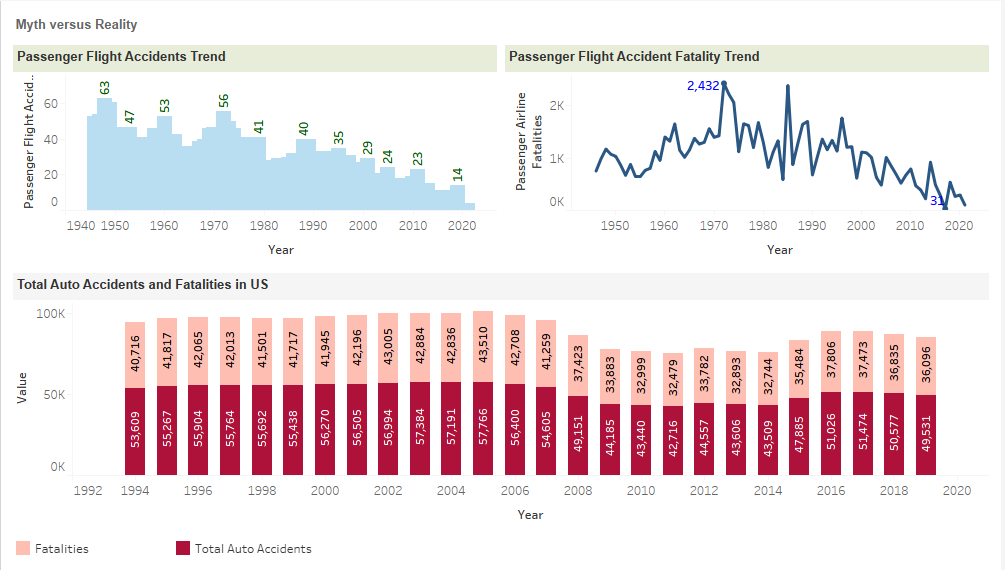 Myth versus Reality
Passenger Flight Accidents Trend
Passenger Flight Accid..
60
40
20
0
63
47
53
56
41
40
35
29
24
23
14
1940 1950 1960 1970 1980 1990 2000 2010 2020
Year
Passenger Flight Accident Fatality Trend
Passenger Airline
Fatalities
2K
1K
0K
2,432
31
1950 1960 1970 1980 1990 2000 2010 2020
Year
Total Auto Accidents and Fatalities in US
Value
100K
50K
0K
40,716 41,817 42,065 42,013 41,501 41,717 41,945 42,196 43,005 42,884 42,836 43,510 42,708 41,259 37,423 33,883 32,999 32,479 33,782 32,893 32,744 35,484 37,806 37,473 36,835 36,096
53,609 55,267 55,904 55,764 55,692 55,438 56,270 56,505 56,994 57,384 57,191 57,766 56,400 54,605 49,151 44,185 43,440 42,716 44,557 43,606 43,509 47,885 51,026 51,474 50,577 49,531
1992 1994 1996 1998 2000 2002 2004 2006 2008 2010 2012 2014 2016 2018 2020
Year
Fatalities
Total Auto Accidents